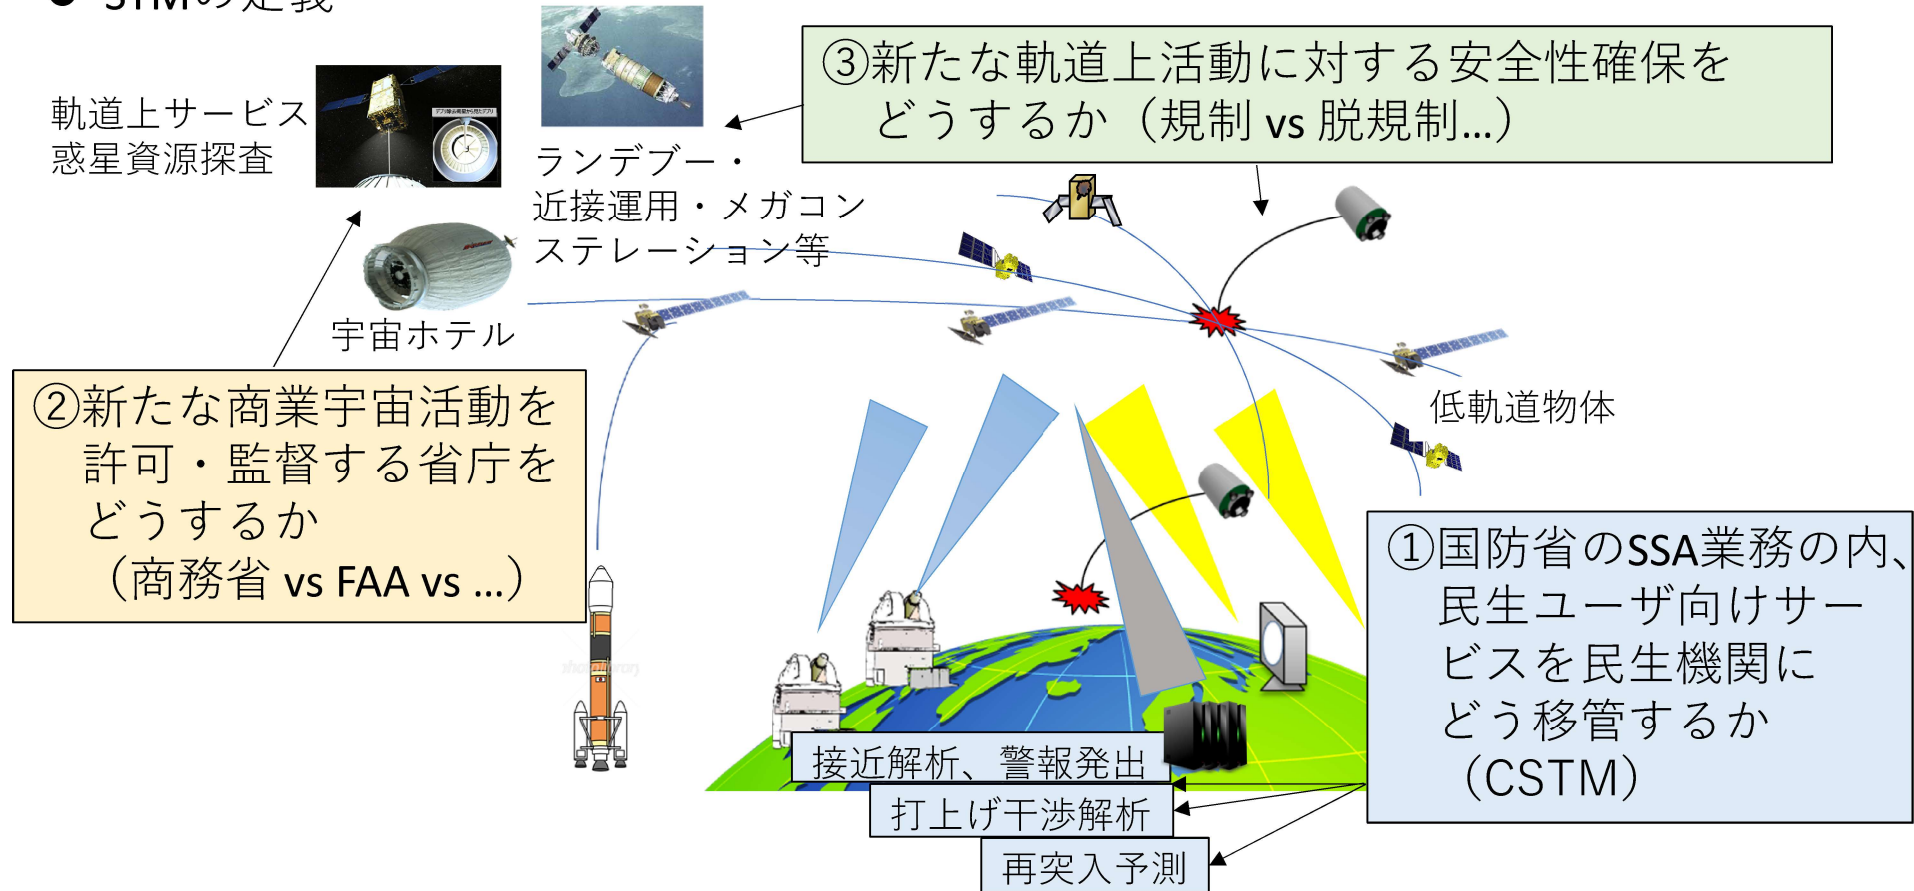 ● STMの定義
軌道上サービス
惑星資源探査
ランデブー・
近接運用・メガコン
ステレーション等
宇宙ホテル
③新たな軌道上活動に対する安全性確保を
どうするか（規制 vs 脱規制…）
②新たな商業宇宙活動を
許可・監督する省庁を
どうするか
（商務省 vs FAA vs …）
低軌道物体
①国防省のSSA業務の内、
民生ユーザ向けサー
ビスを民生機関に
どう移管するか
（CSTM）
接近解析、警報発出
打上げ干渉解析
再突入予測